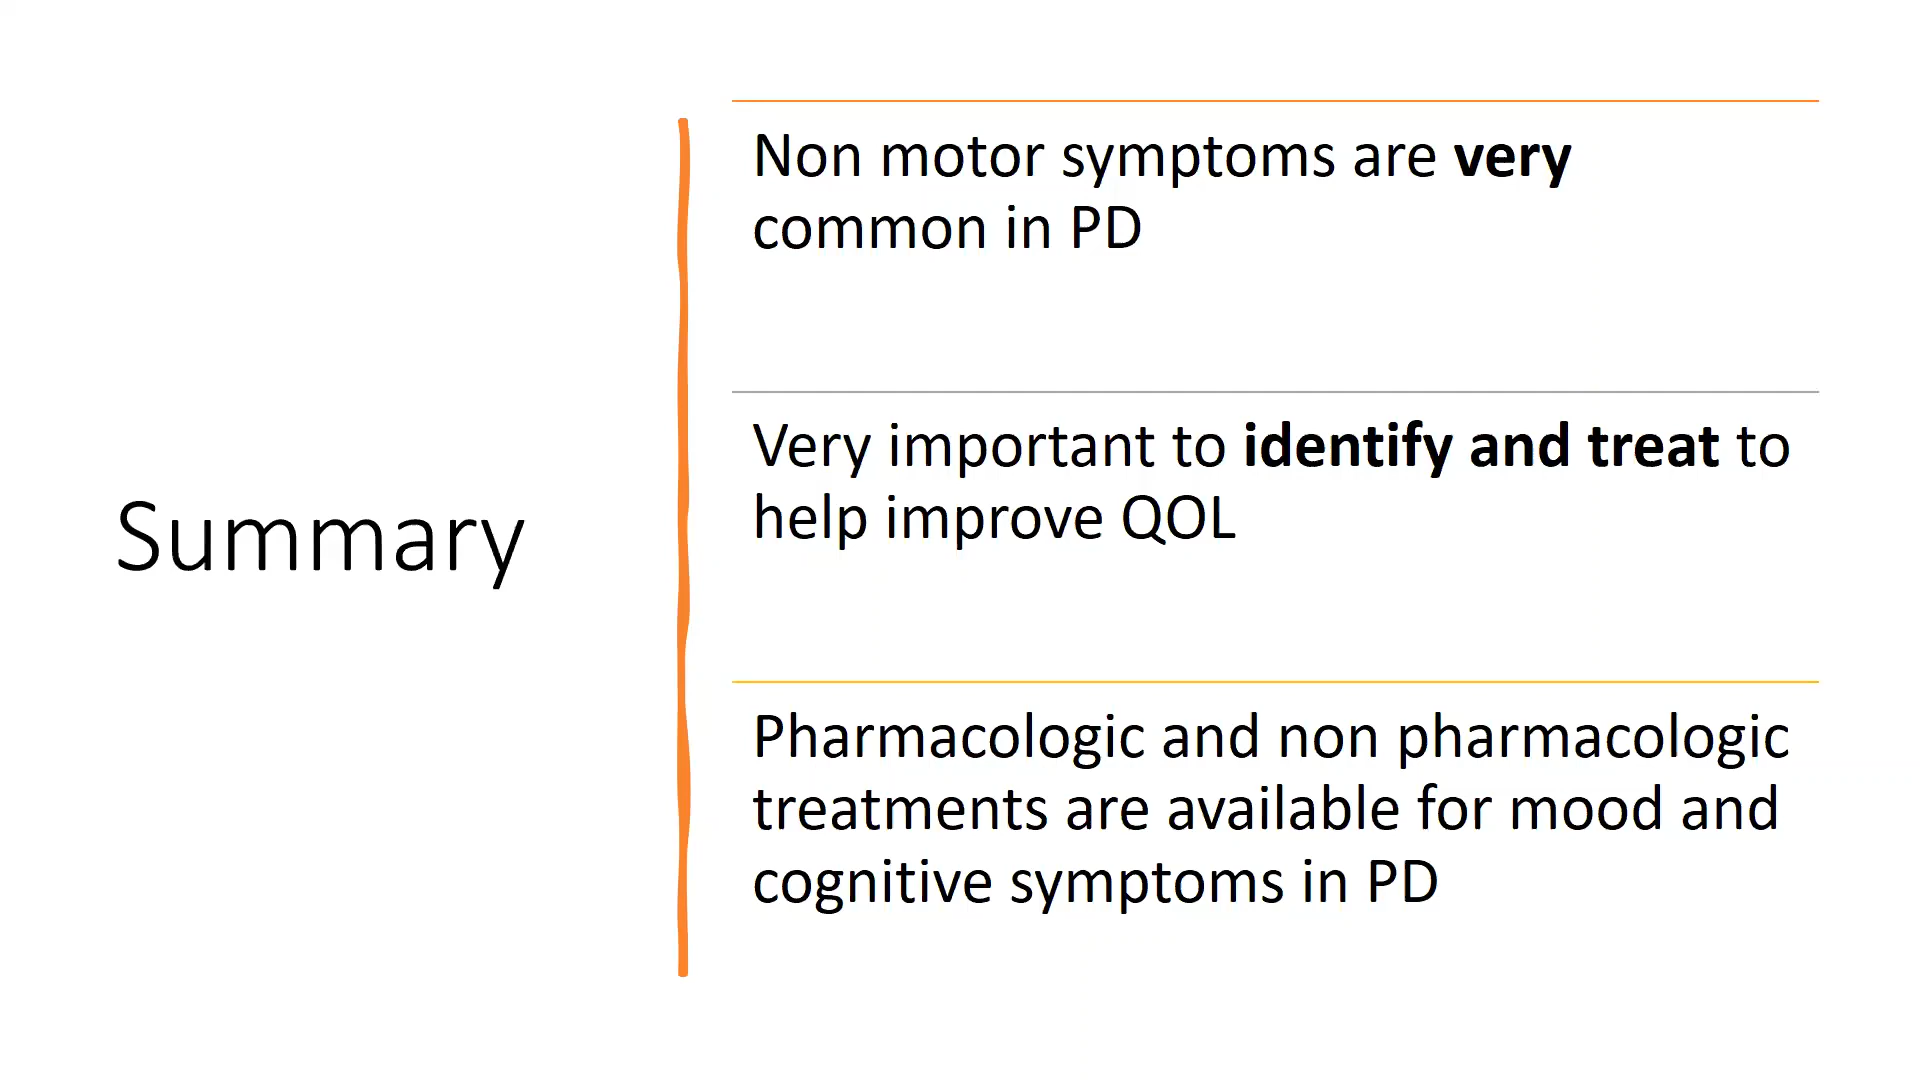 Summary
Non motor symptoms are very
common in PD
Very important to identify and treat to
help improve QOL
Pharmacologic and non pharmacologic
treatments are available for mood and
cognitive symptoms in PD